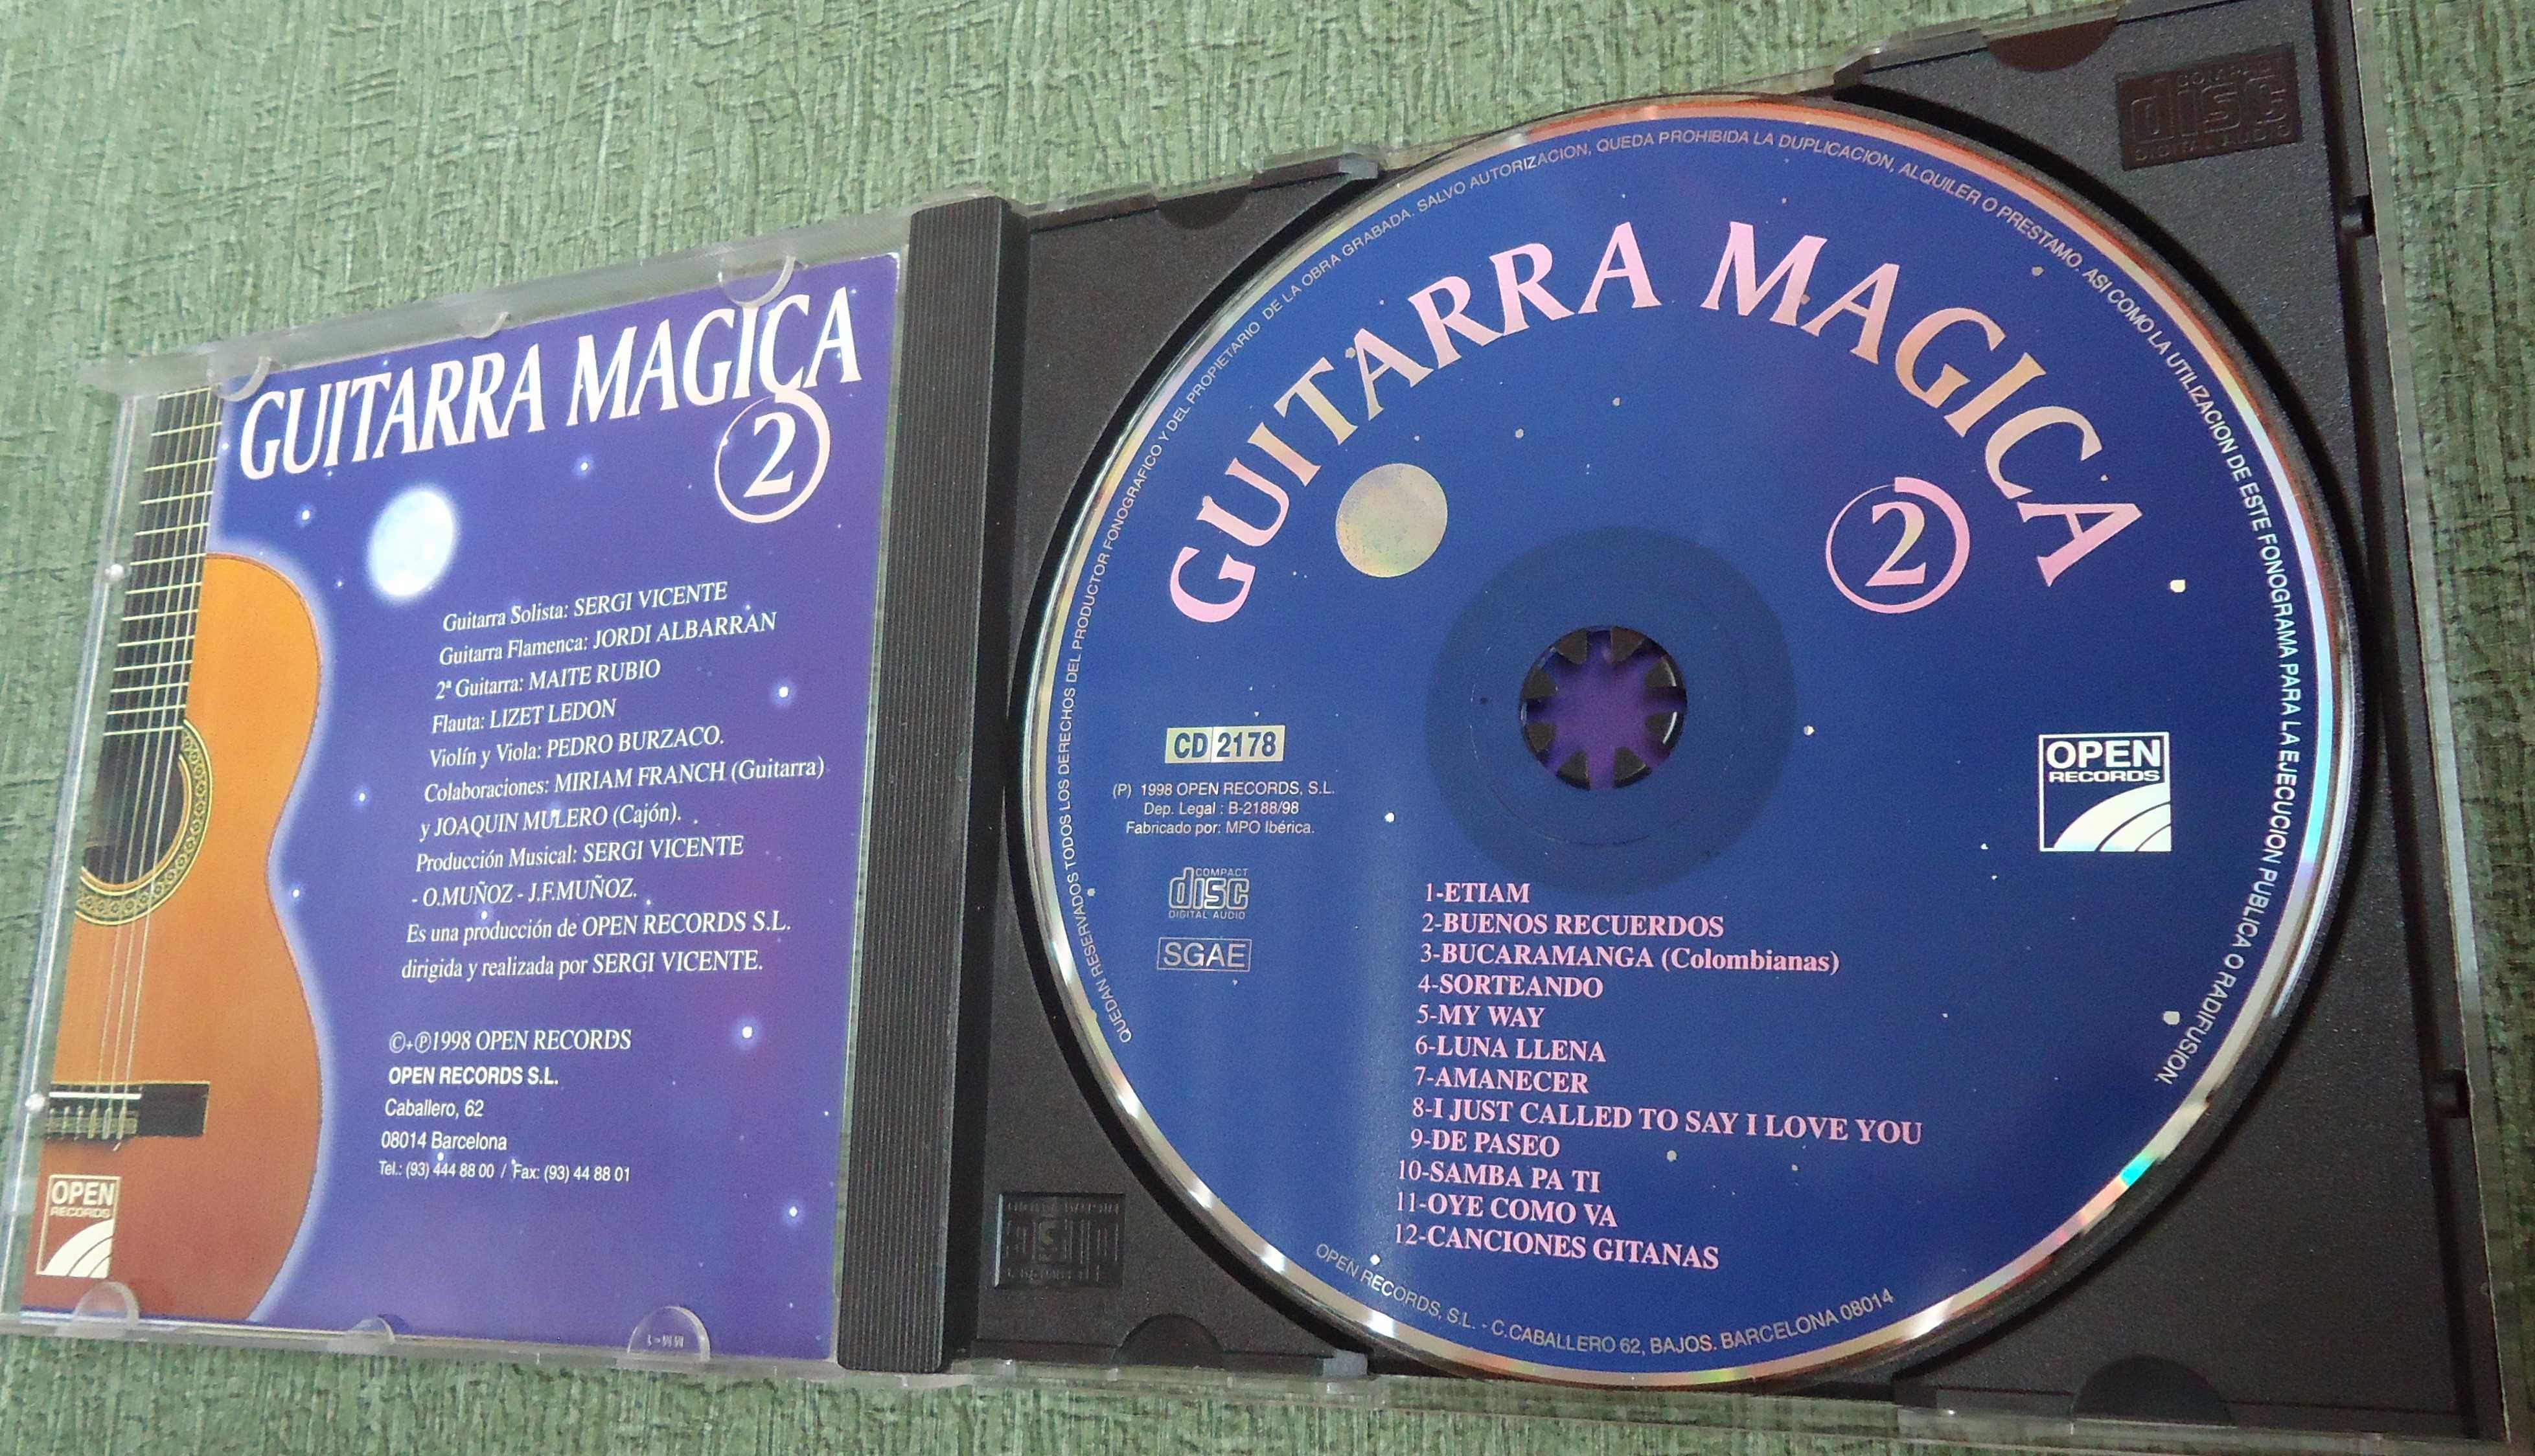 GUITARRA MAGICA
2
Guitarra Solista: SERGI VICENTE
Guitarra Flamenca: JORDI ALBARRAN
2ª Guitarra: MAITE RUBIO
Flauta: LIZET LEDON
Violín y Viola: PEDRO BURZACO.
Colaboraciones: MIRIAM FRANCH (Guitarra)
y JOAQUIN MULERO (Cajón).
Producción Musical: SERGI VICENTE
- O.MUÑOZ - J.F.MUÑOZ.
Es una producción de OPEN RECORDS S.L.
dirigida y realizada por SERGI VICENTE.
©+℗1998 OPEN RECORDS
OPEN RECORDS S.L.
Caballero, 62
08014 Barcelona
Tel.: (93) 444 88 00 / Fax: (93) 44 88 01
OPEN
RECORDS
QUEDAN RESERVADOS TODOS LOS DERECHOS DEL PRODUCTOR FONOGRAFICO Y DEL PROPIETARIO DE LA OBRA GRABADA. SALVO AUTORIZACION, QUEDA PROHIBIDA LA DUPLICACION, ALQUILER O PRESTAMO. ASI COMO LA UTILIZACION DE ESTE FONOGRAMA PARA LA EJECUCION PUBLICA O RADIFUSION.
GUITARRA MAGICA
2
CD 2178
(P) 1998 OPEN RECORDS, S.L.
Dep. Legal : B-2188/98
Fabricado por: MPO Ibérica.
COMPACT
disc
DIGITAL AUDIO
SGAE
OPEN
RECORDS
1-ETIAM
2-BUENOS RECUERDOS
3-BUCARAMANGA (Colombianas)
4-SORTEANDO
5-MY WAY
6-LUNA LLENA
7-AMANECER
8-I JUST CALLED TO SAY I LOVE YOU
9-DE PASEO
10-SAMBA PA TI
11-OYE COMO VA
12-CANCIONES GITANAS
OPEN RECORDS, S.L. - C.CABALLERO 62, BAJOS. BARCELONA 08014
COMPACT
disc
DIGITAL AUDIO